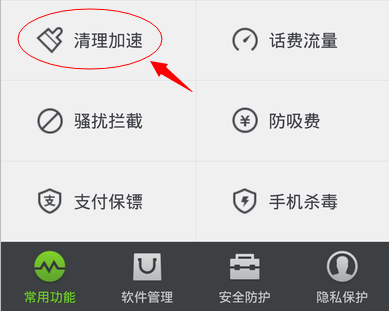 清理加速
话费流量
骚扰拦截
防吸费
支付保镖
手机杀毒
常用功能
软件管理
安全防护
隐私保护